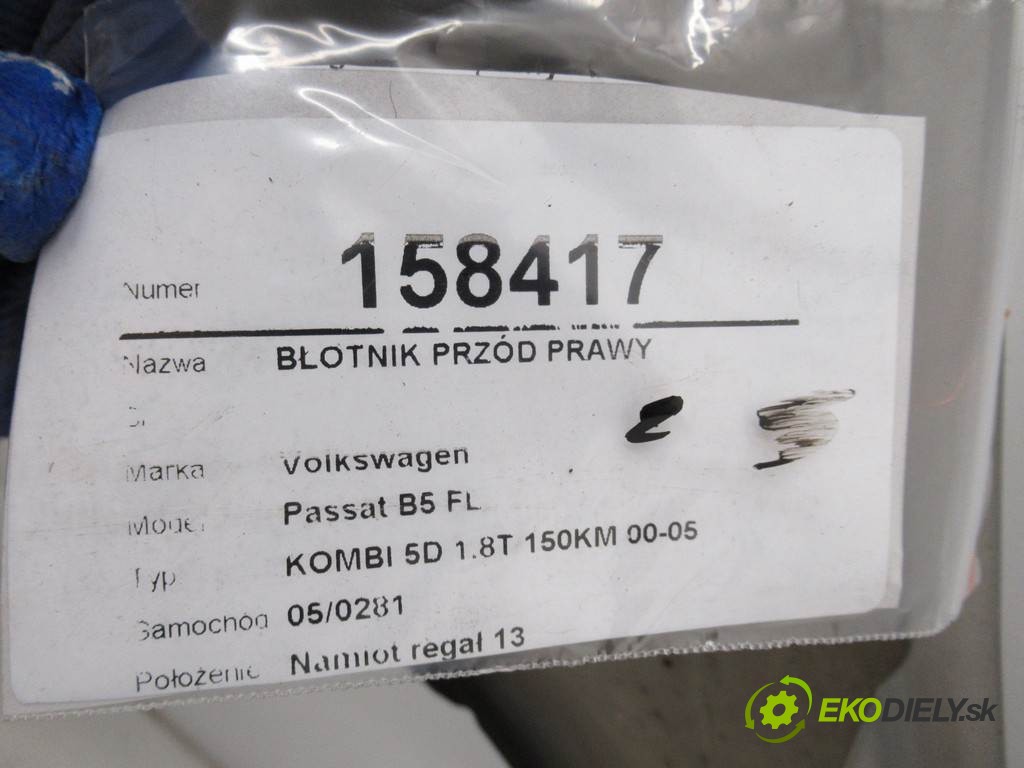 Numer 158417
Nazwa BŁOTNIK PRZÓD PRAWY
Marka Volkswagen
Model Passat B5 FL
Typ KOMBI 5D 1.8T 150KM 00-05
Samochód 05/0281
Położenie Namiot regał 13
EKODIELY.sk